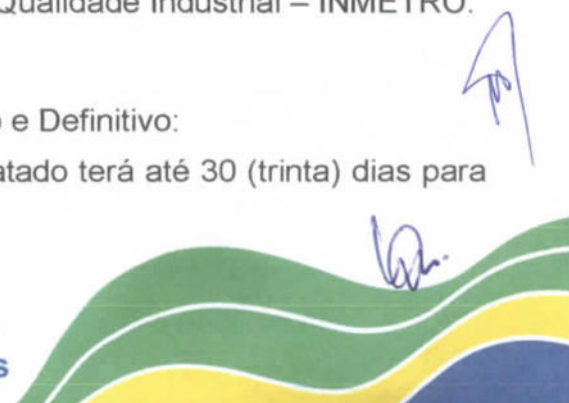 Qualidade Industrial – INMETRO.
o e Definitivo:
atado terá até 30 (trinta) dias para
s